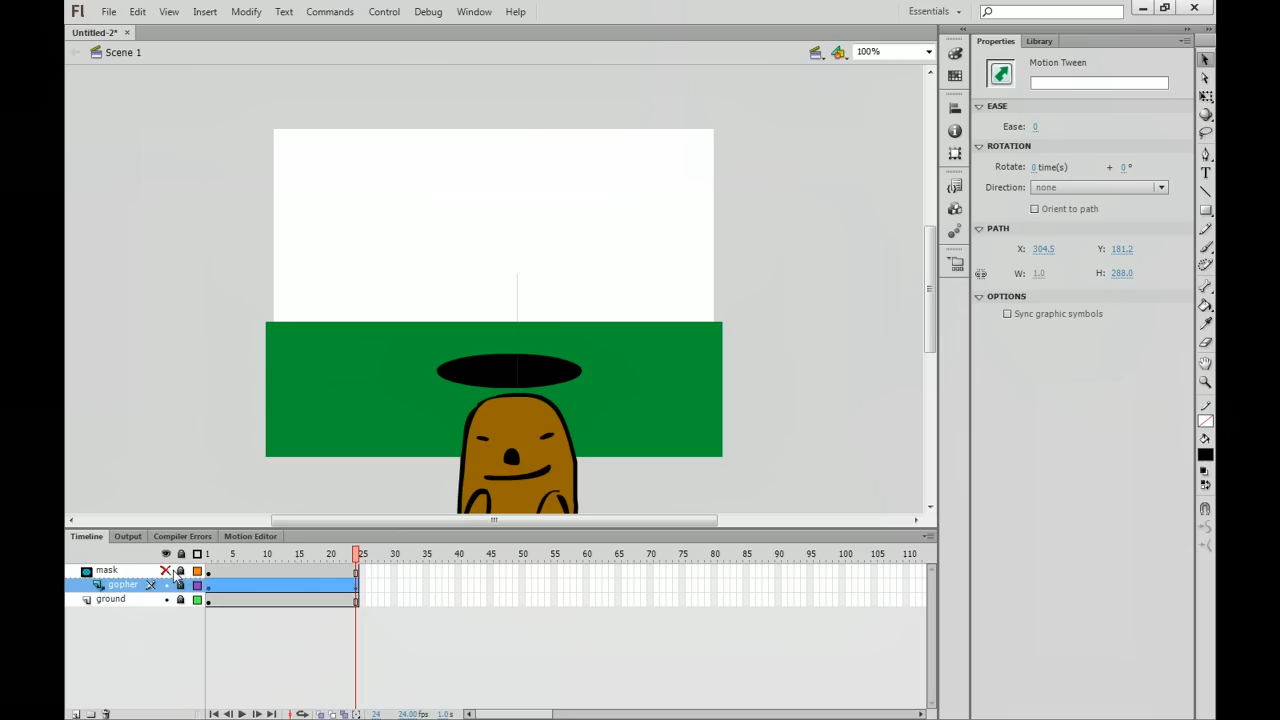 Fl File Edit View Insert Modify Text Commands Control Debug Window Help Essentials
Untitled-2*
Scene 1 100%
Properties Library
Motion Tween
EASE
Ease: 0
ROTATION
Rotate: 0 time(s) + 0 °
Direction: none
Orient to path
PATH
X: 304.5 Y: 181.2
W: 1.0 H: 288.0
OPTIONS
Sync graphic symbols
T
Timeline Output Compiler Errors Motion Editor
1 5 10 15 20 25 30 35 40 45 50 55 60 65 70 75 80 85 90 95 100 105 110
mask
gopher
ground
24 24.00 fps 1.0 s